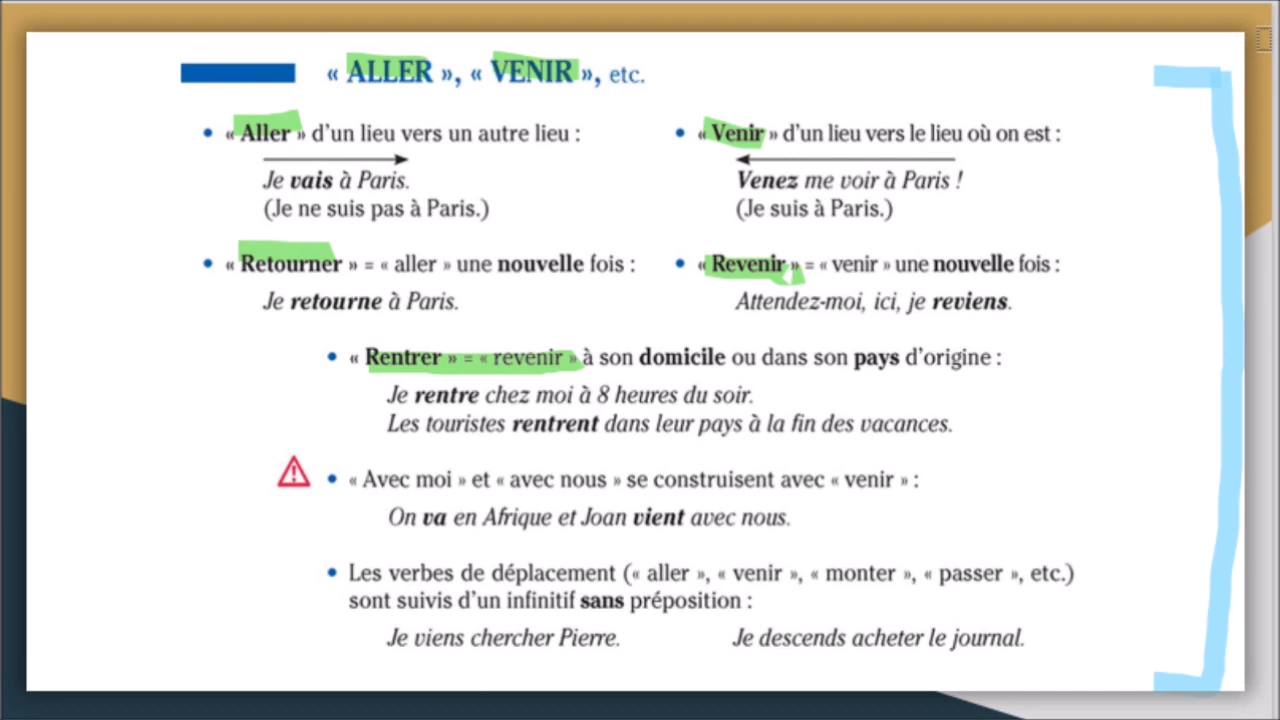 « ALLER », « VENIR », etc.
• « Aller » d'un lieu vers un autre lieu :
Je vais à Paris.
(Je ne suis pas à Paris.)
• « Venir » d'un lieu vers le lieu où on est :
Venez me voir à Paris !
(Je suis à Paris.)
• « Retourner » = « aller » une nouvelle fois :
Je retourne à Paris.
• « Revenir » = « venir » une nouvelle fois :
Attendez-moi, ici, je reviens.
• « Rentrer » = « revenir » à son domicile ou dans son pays d'origine :
Je rentre chez moi à 8 heures du soir.
Les touristes rentrent dans leur pays à la fin des vacances.
• « Avec moi » et « avec nous » se construisent avec « venir » :
On va en Afrique et Joan vient avec nous.
• Les verbes de déplacement (« aller », « venir », « monter », « passer », etc.)
sont suivis d'un infinitif sans préposition :
Je viens chercher Pierre.
Je descends acheter le journal.